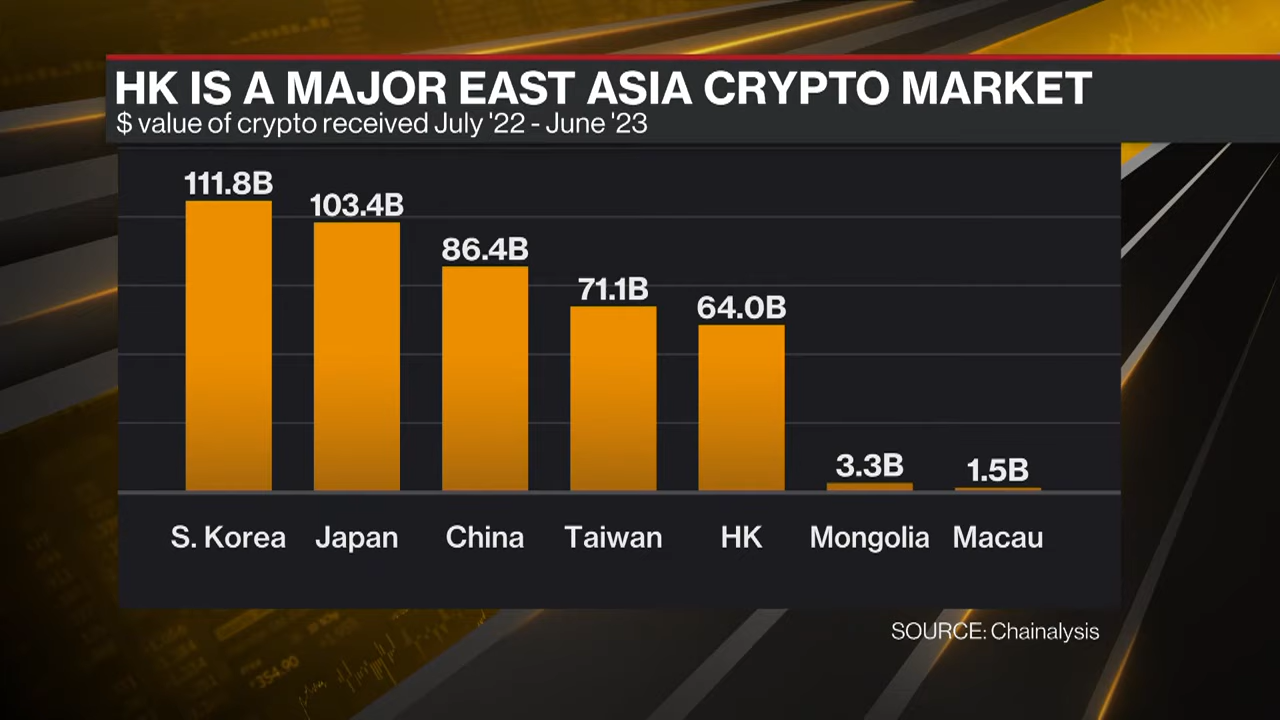 HK IS A MAJOR EAST ASIA CRYPTO MARKET
$ value of crypto received July '22 - June '23
111.8B
103.4B
86.4B
71.1B
64.0B
3.3B
1.5B
S. Korea Japan China Taiwan HK Mongolia Macau
SOURCE: Chainalysis
354.90